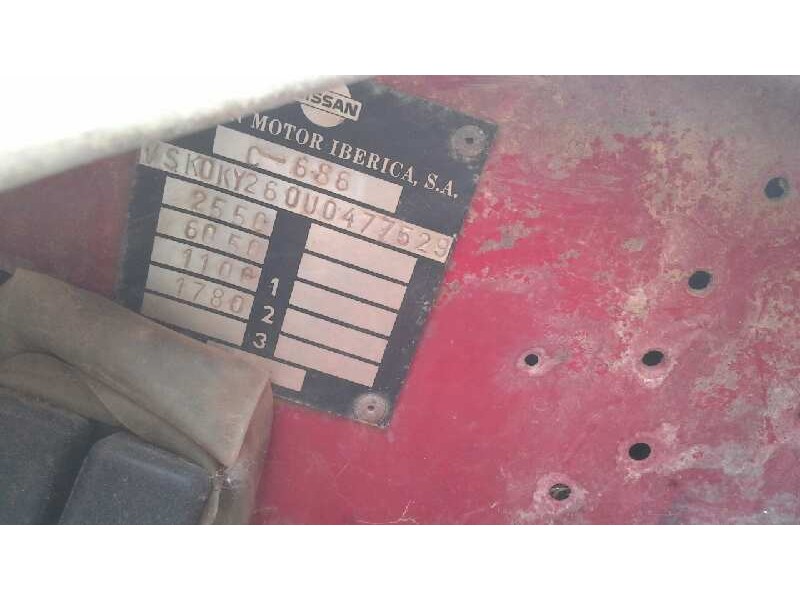 NISSAN
N MOTOR IBERICA, S.A.
C-686
VSKOKY260U0477529
2550
6050
1100 1
1780 2
3